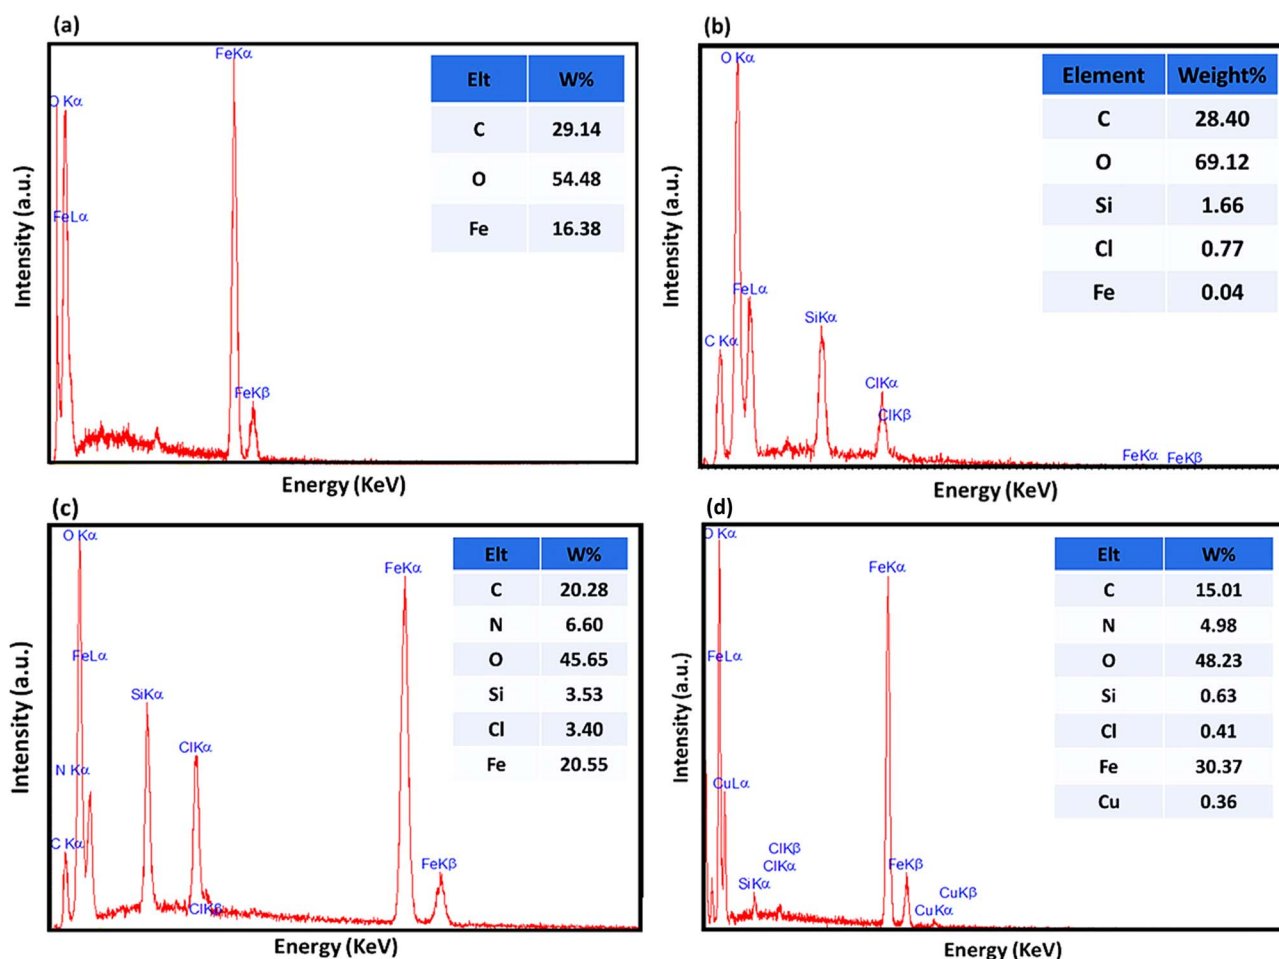 (a)
FeKα
O Kα
FeLα
FeKβ
Intensity (a.u.)
Energy (KeV)
Elt W%
C 29.14
O 54.48
Fe 16.38
(b)
O Kα
FeLα
C Kα
SiKα
ClKα
ClKβ
FeKα
FeKβ
Intensity (a.u.)
Energy (KeV)
Element Weight%
C 28.40
O 69.12
Si 1.66
Cl 0.77
Fe 0.04
(c)
O Kα
FeLα
N Kα
C Kα
SiKα
ClKα
ClKβ
FeKα
FeKβ
Intensity (a.u.)
Energy (KeV)
Elt W%
C 20.28
N 6.60
O 45.65
Si 3.53
Cl 3.40
Fe 20.55
(d)
O Kα
FeLα
CuLα
SiKα
ClKβ
ClKα
FeKα
FeKβ
CuKβ
CuKα
Intensity (a.u.)
Energy (KeV)
Elt W%
C 15.01
N 4.98
O 48.23
Si 0.63
Cl 0.41
Fe 30.37
Cu 0.36